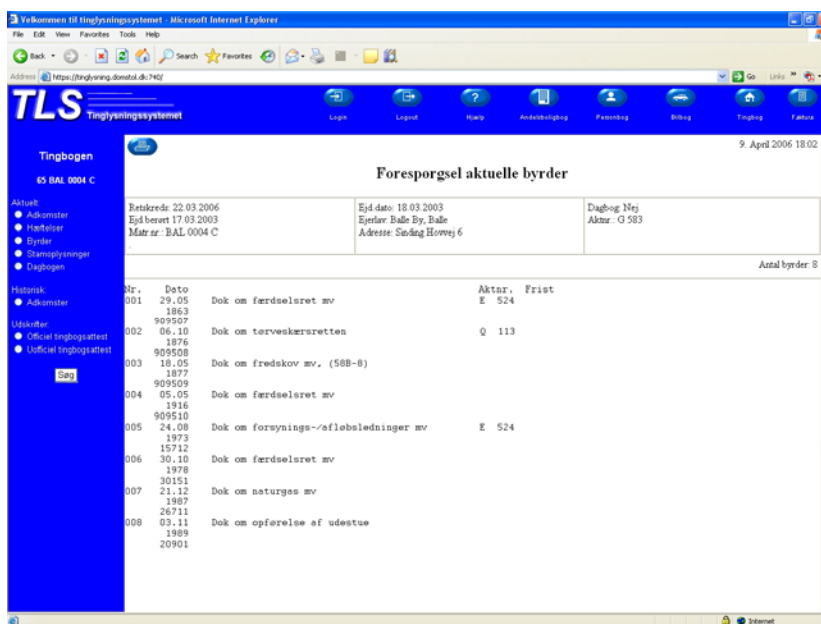 Velkommen til tinglysningssystemet - Microsoft Internet Explorer
File Edit View Favorites Tools Help
Back Search Favorites
Address https://tinglysning.domstol.dk:740/ Go Links »
TLS Tinglysningssystemet
Login Logout Hjælp Andelsboligbog Personbog Bilbog Tingbog Faktura
9. April 2006 18:02
Tingbogen
65 BAL 0004 C
Aktuelt:
Adkomster
Hæftelser
Byrder
Stamoplysninger
Dagbogen
Historisk:
Adkomster
Udskrifter:
Officiel tingbogsattest
Uofficiel tingbogsattest
Søg
Foresporgsel aktuelle byrder
Retskreds: 22.03.2006
Ejd.berørt 17.03.2003
Matr.nr.: BAL 0004 C
.
Ejd.dato: 18.03.2003
Ejerlav: Balle By, Balle
Adresse: Sinding Hovvej 6
Dagbog: Nej
Aktnr.: G 583
Antal byrder: 8
Nr. Dato Aktnr. Frist
001 29.05 Dok om færdselsret mv E 524
1863
909507
002 06.10 Dok om tørveskærsretten Q 113
1876
909508
003 18.05 Dok om fredskov mv, (58B-8)
1877
909509
004 05.05 Dok om færdselsret mv
1916
909510
005 24.08 Dok om forsynings-/afløbsledninger mv E 524
1973
15712
006 30.10 Dok om færdselsret mv
1978
30151
007 21.12 Dok om naturgas mv
1987
26711
008 03.11 Dok om opførelse af udestue
1989
20901
Internet